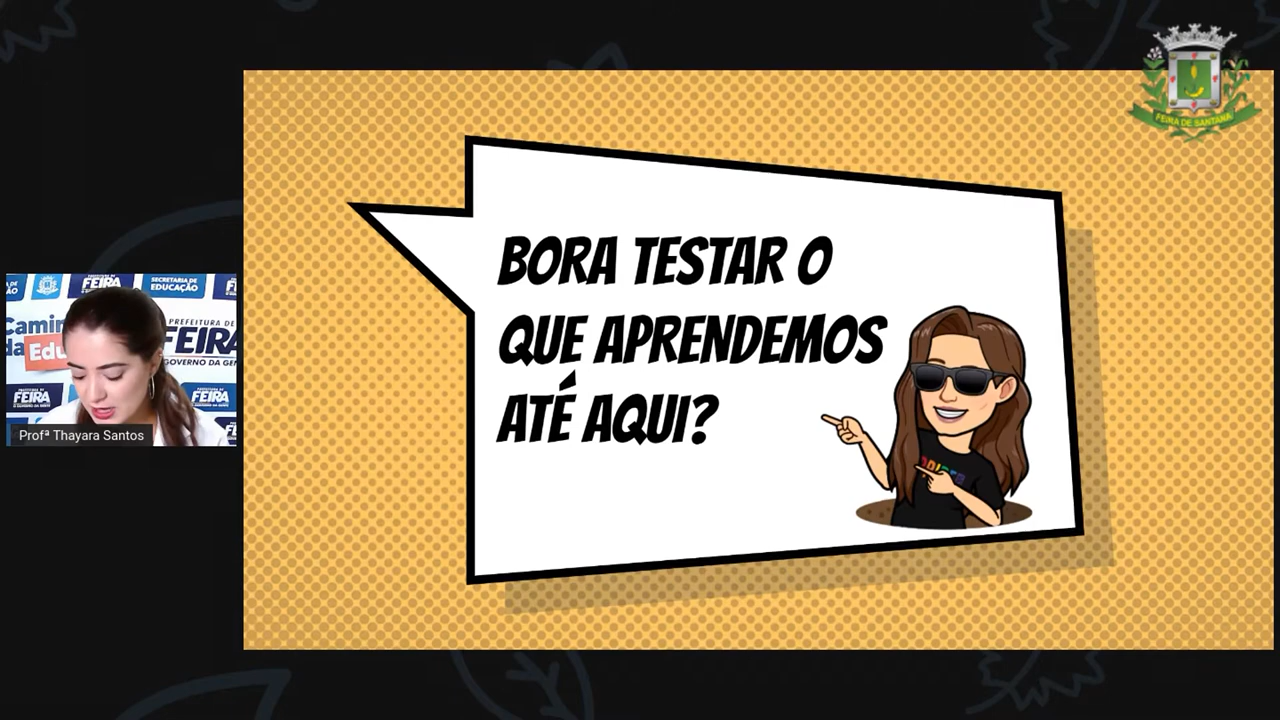 FEIRA DE SANTANA
BORA TESTAR O
QUE APRENDEMOS
ATÉ AQUI?
FEIRA
SECRETARIA DE
EDUCAÇÃO
PREFEITURA DE
FEIRA
FEIRA
FEIRA
Profª Thayara Santos